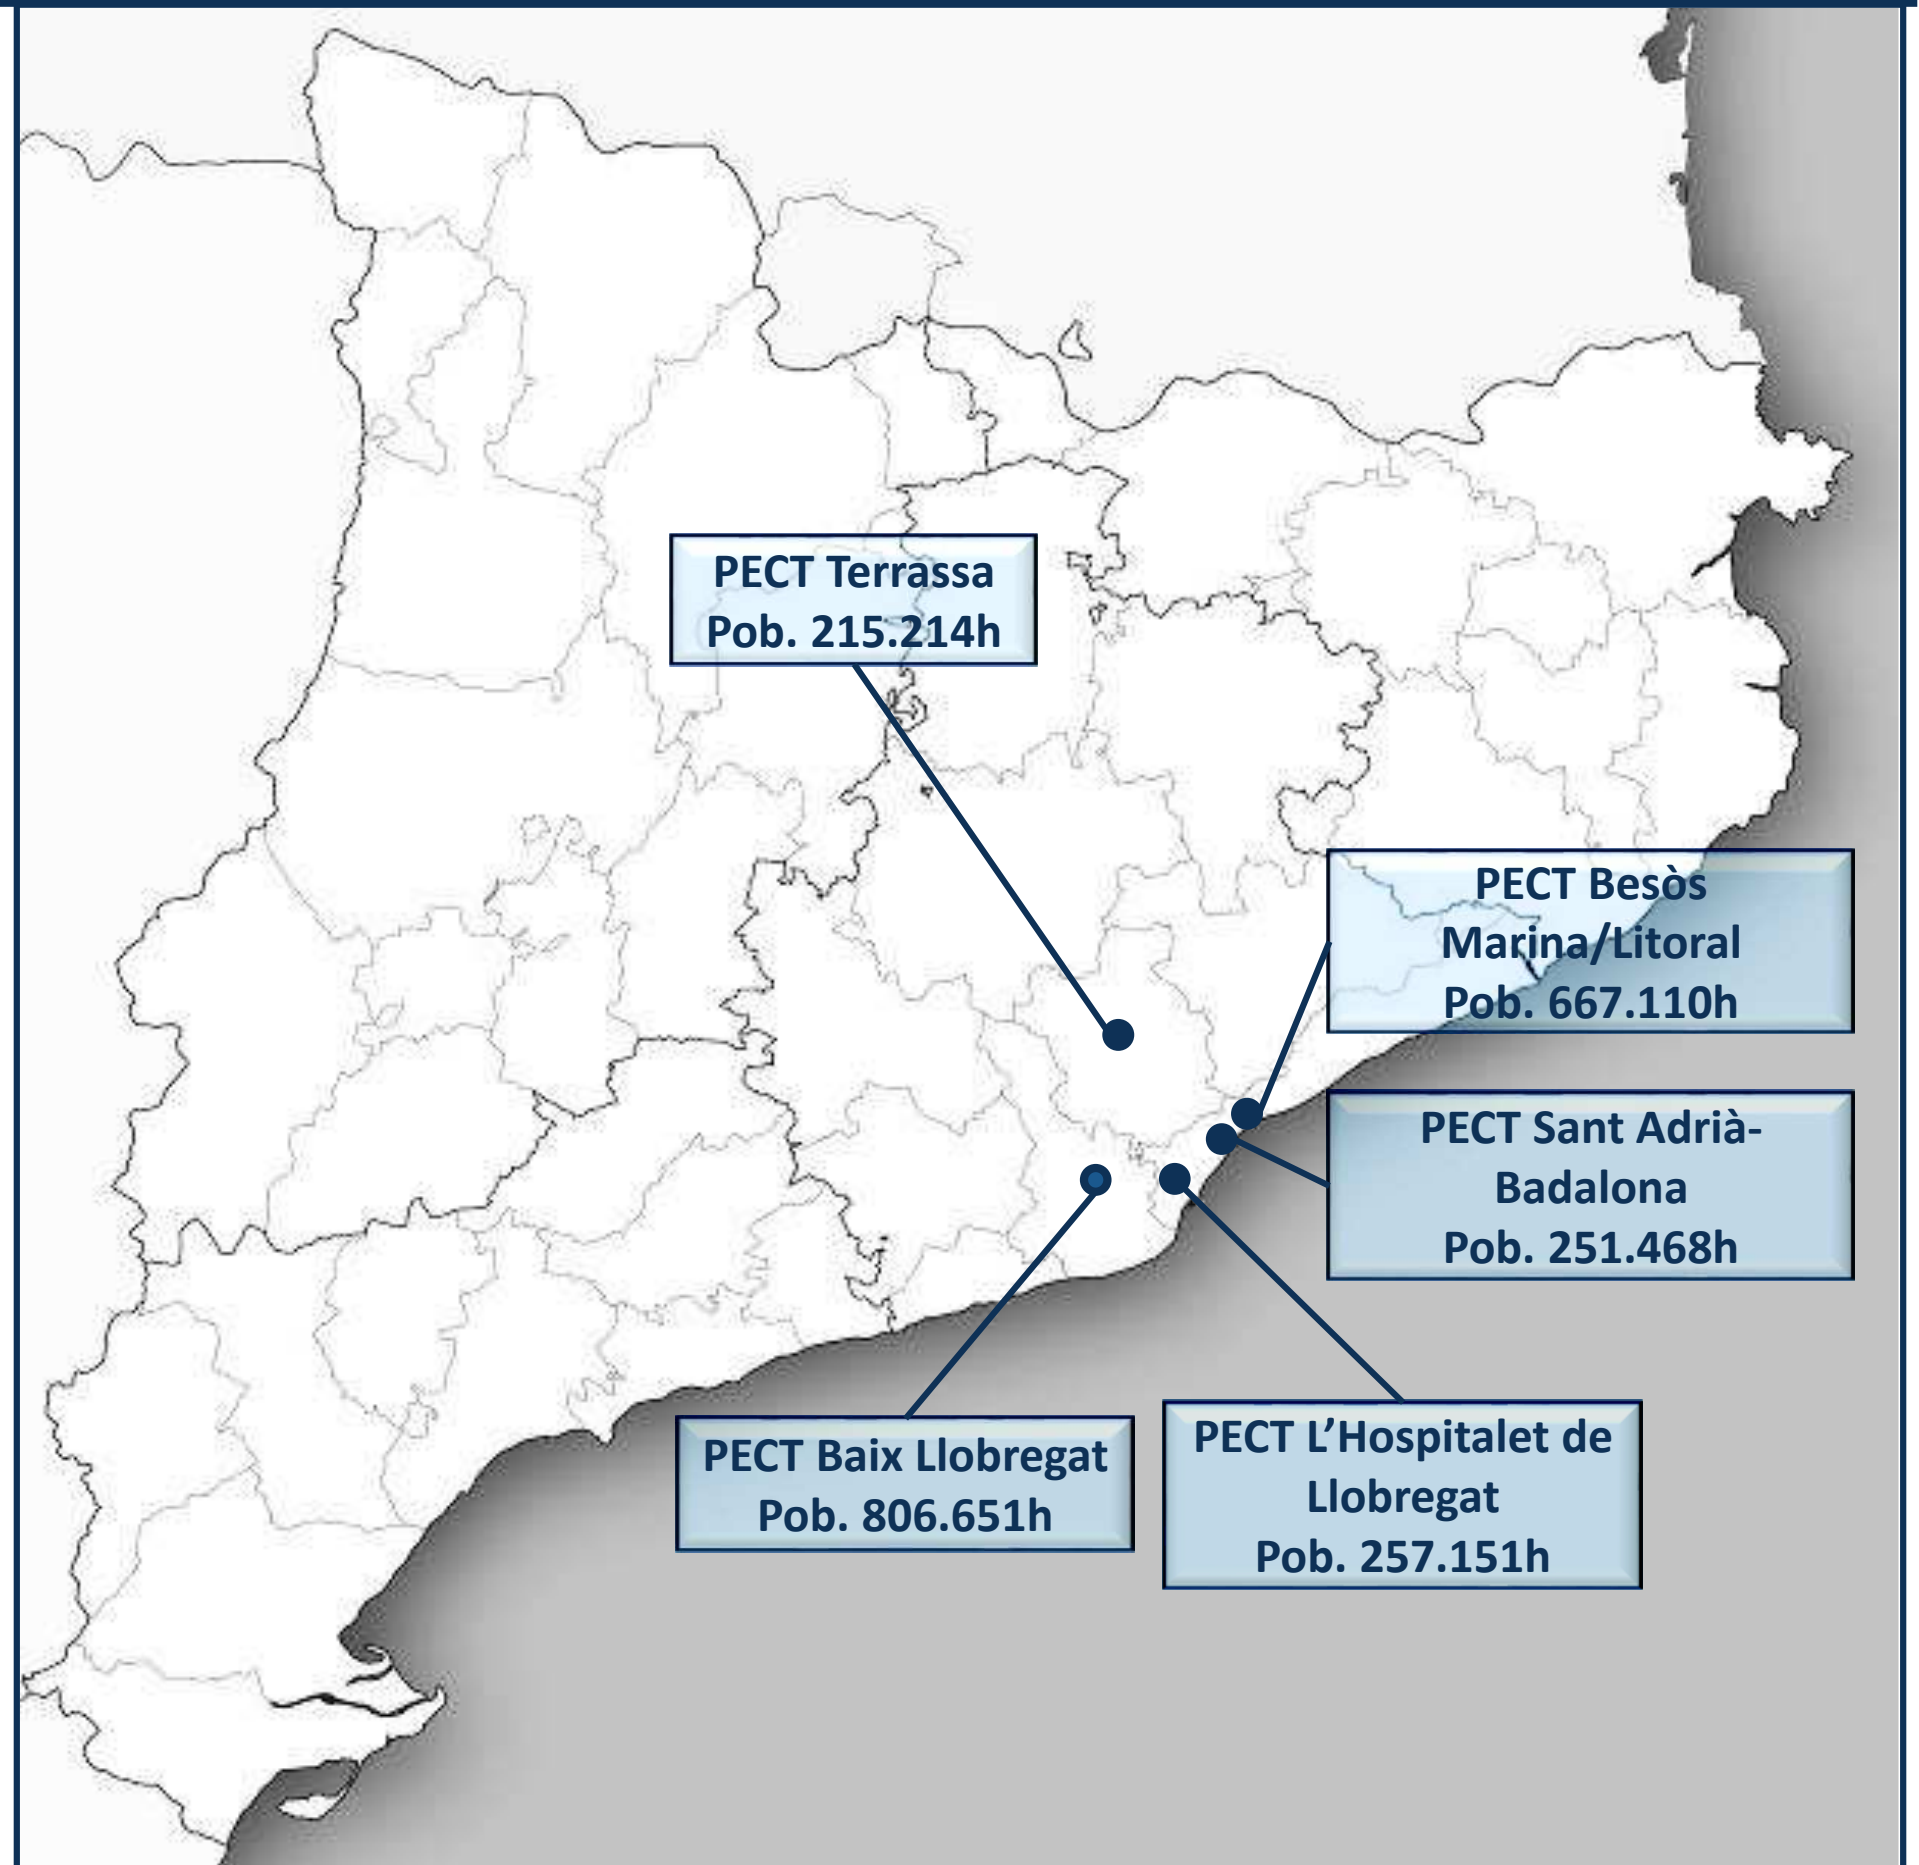 PECT Terrassa
Pob. 215.214h
PECT Besòs
Marina/Litoral
Pob. 667.110h
PECT Sant Adrià-
Badalona
Pob. 251.468h
PECT Baix Llobregat
Pob. 806.651h
PECT L’Hospitalet de
Llobregat
Pob. 257.151h